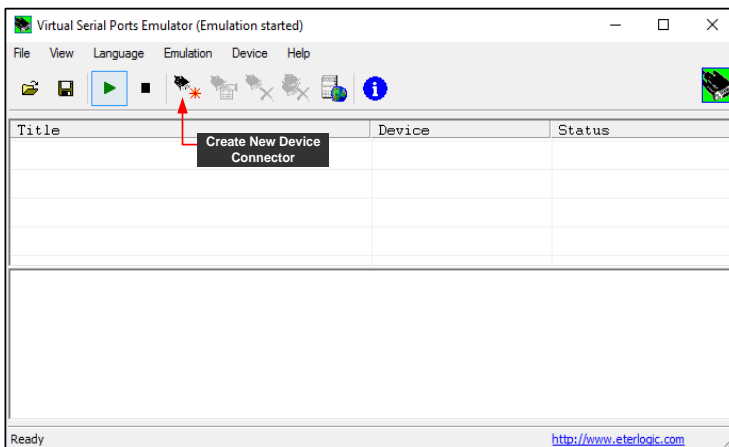 Virtual Serial Ports Emulator (Emulation started)
File View Language Emulation Device Help
Title Device Status
Create New Device
Connector
Ready http://www.eterlogic.com